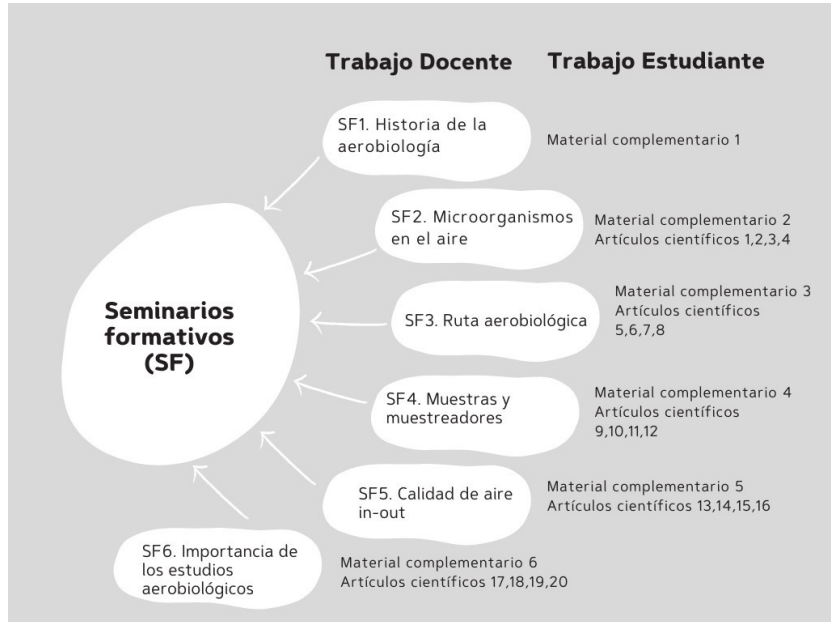 Trabajo Docente
Trabajo Estudiante
SF1. Historia de la
aerobiología
Material complementario 1
SF2. Microorganismos
en el aire
Material complementario 2
Artículos científicos 1,2,3,4
Seminarios
formativos
(SF)
SF3. Ruta aerobiológica
Material complementario 3
Artículos científicos
5,6,7,8
SF4. Muestras y
muestreadores
Material complementario 4
Artículos científicos
9,10,11,12
SF5. Calidad de aire
in-out
Material complementario 5
Artículos científicos 13,14,15,16
SF6. Importancia de
los estudios
aerobiológicos
Material complementario 6
Artículos científicos 17,18,19,20